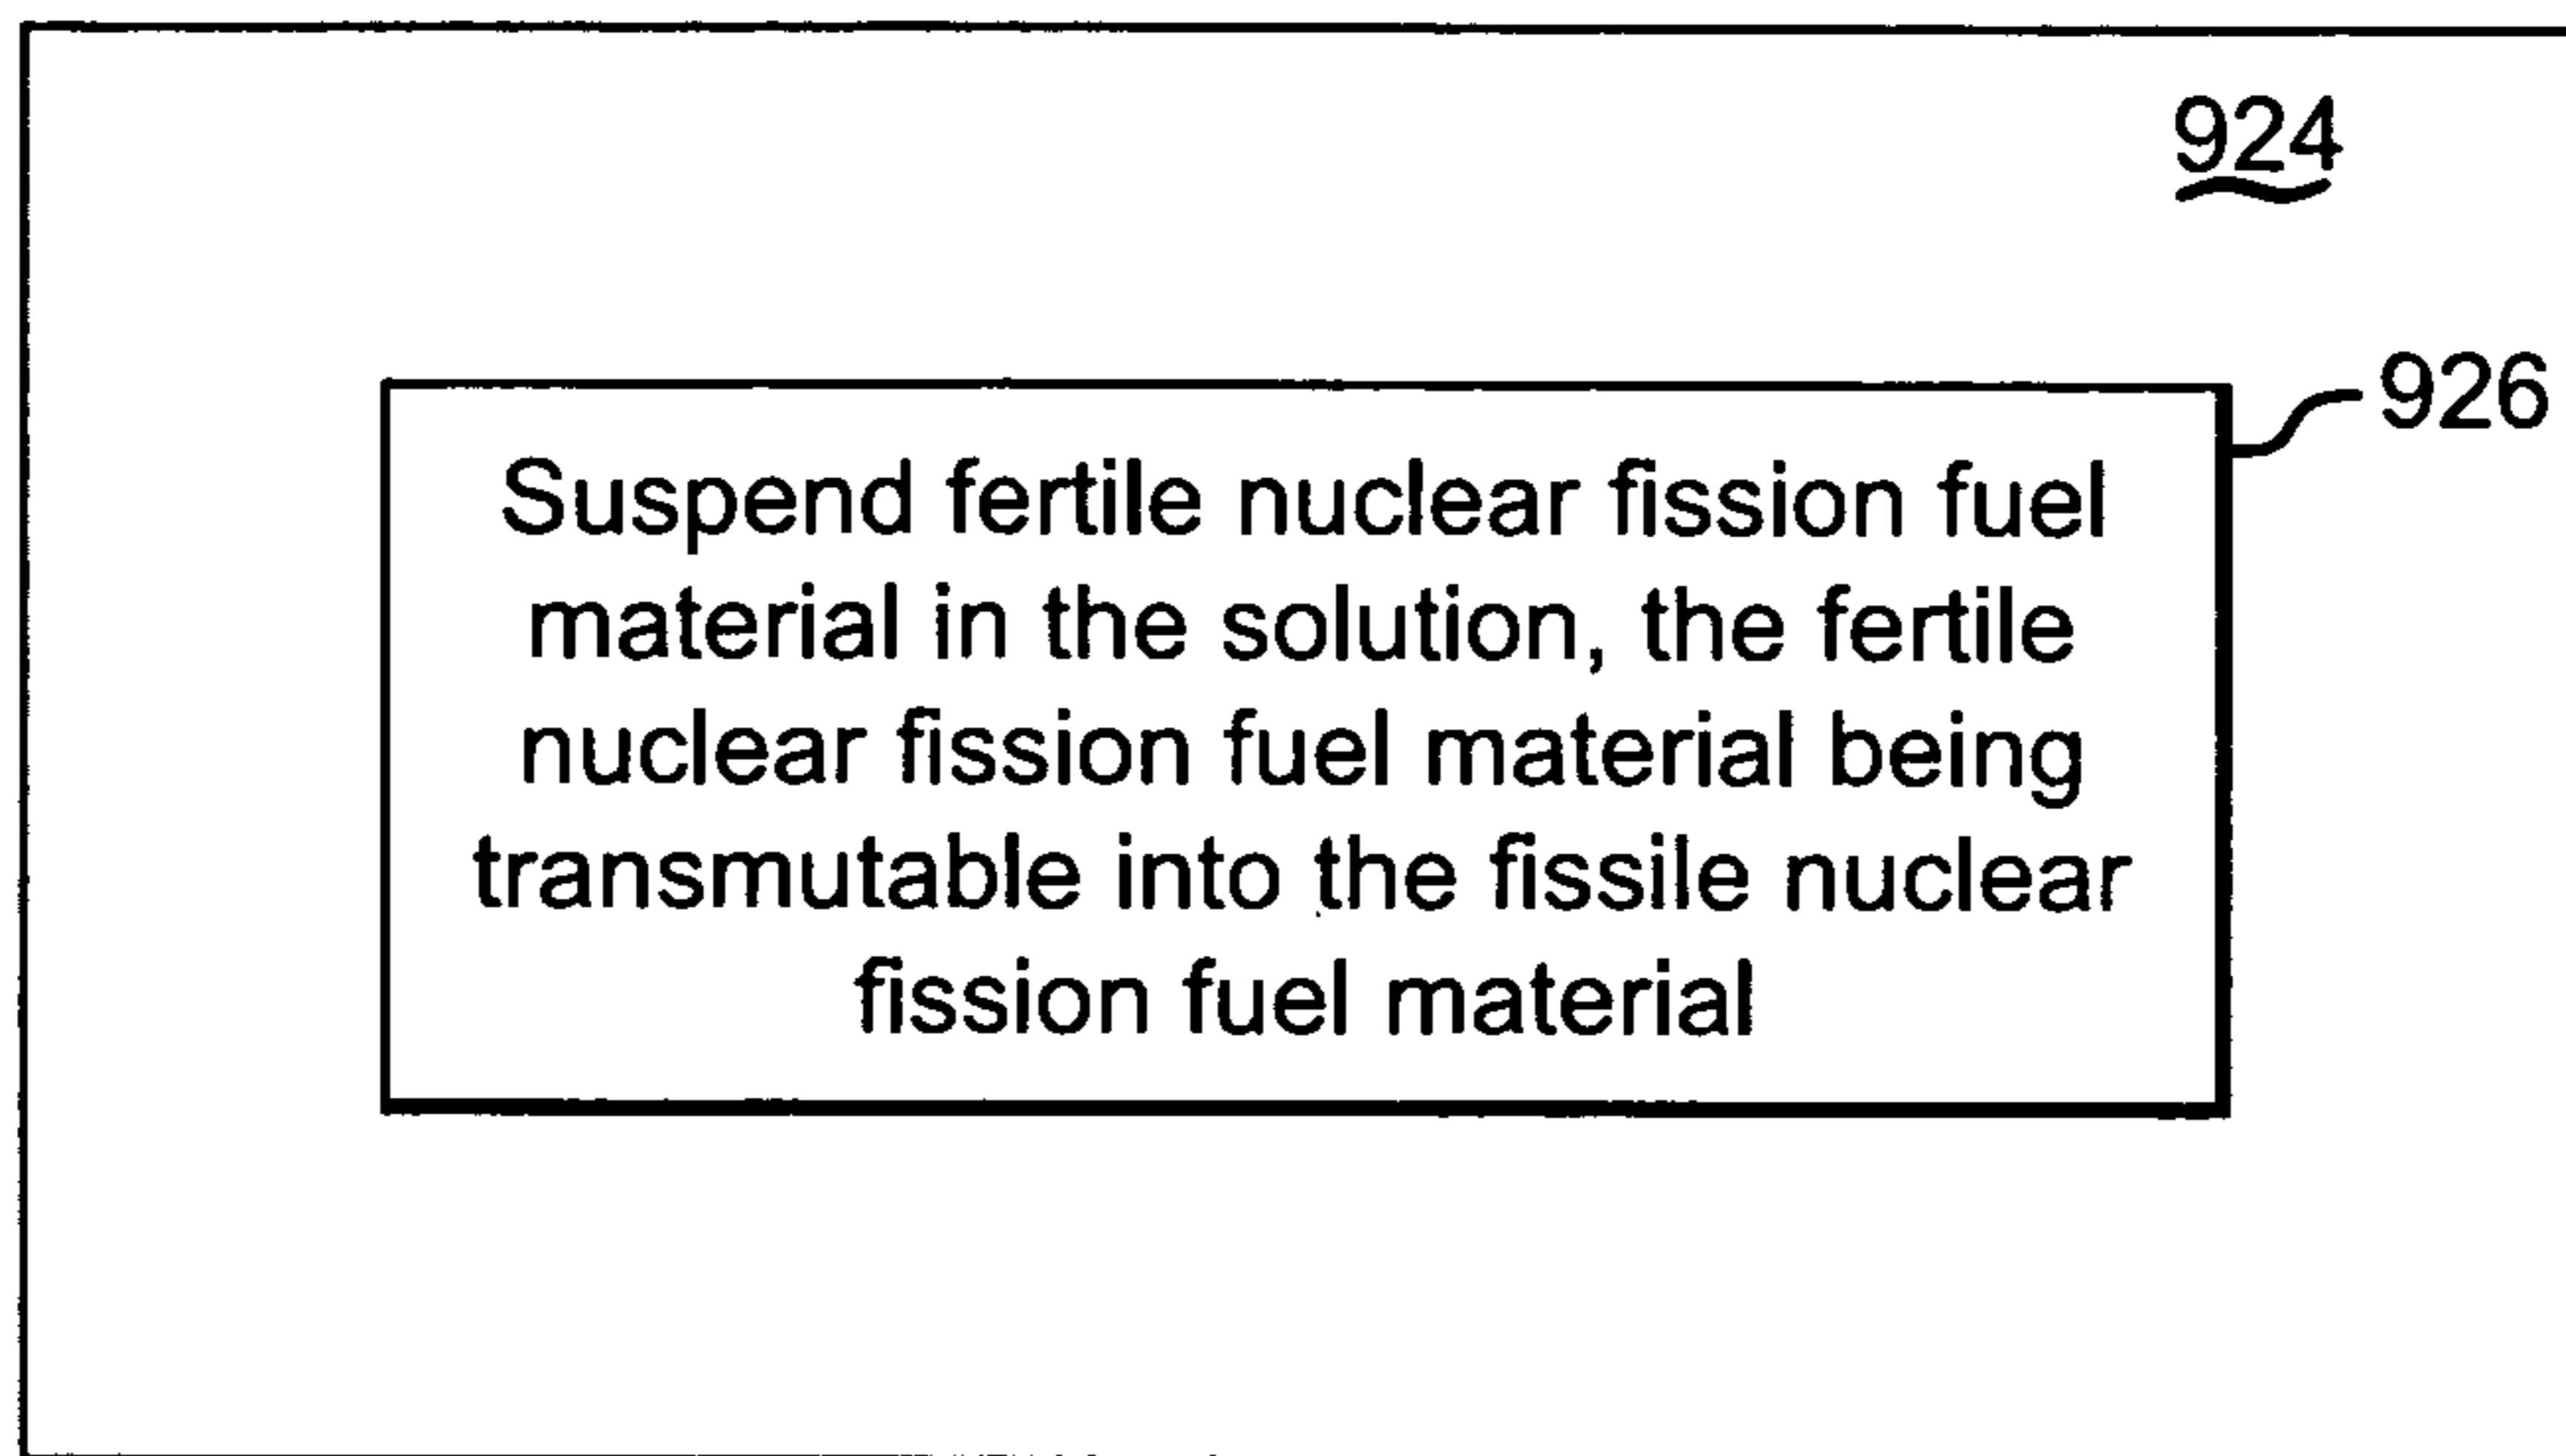 924
926
Suspend fertile nuclear fission fuel
material in the solution, the fertile
nuclear fission fuel material being
transmutable into the fissile nuclear
fission fuel material